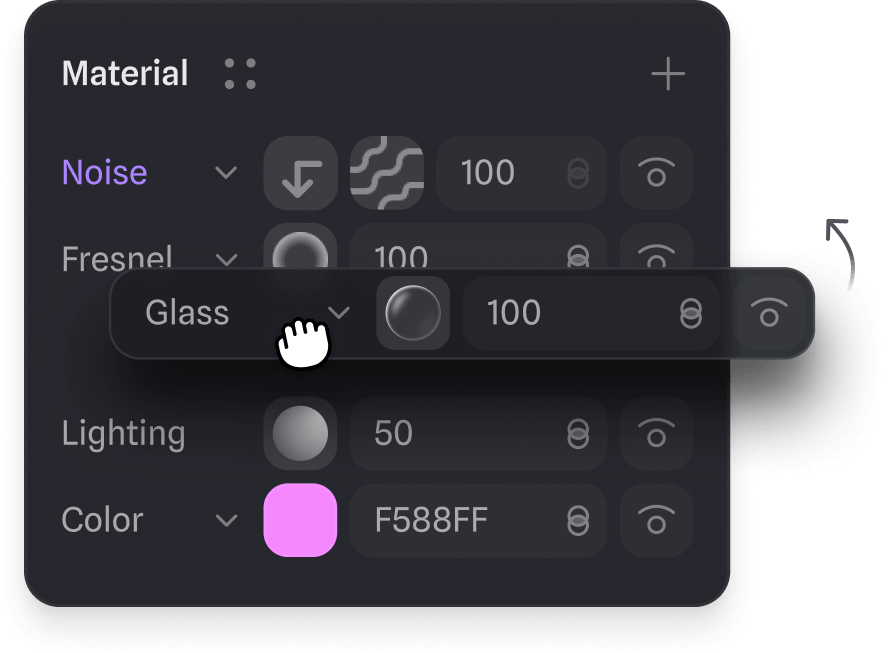 Material
Noise 100
Fresnel 100
Glass 100
Lighting 50
Color F588FF